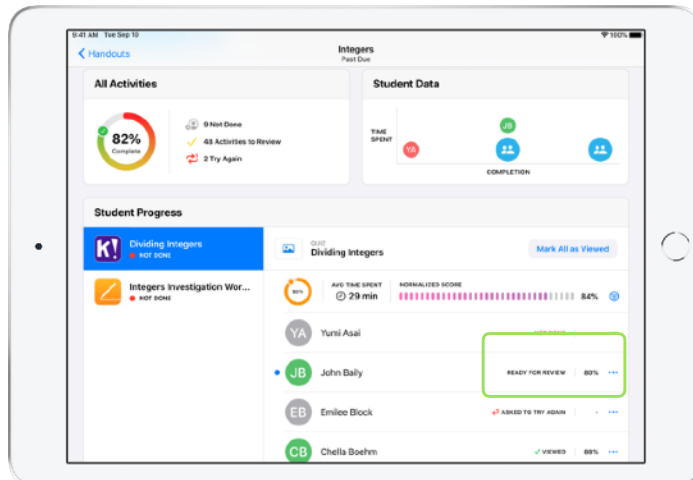 9:41 AM Tue Sep 10
100%
Handouts
Integers
Past Due
All Activities
82%
Complete
9 Not Done
48 Activities to Review
2 Try Again
Student Data
TIME
SPENT
YA
JB
COMPLETION
Student Progress
K!
Dividing Integers
NOT DONE
Integers Investigation Wor...
NOT DONE
QUIZ
Dividing Integers
Mark All as Viewed
AVG TIME SPENT
29 min
NORMALIZED SCORE
84%
YA
Yumi Asai
JB
John Baily
READY FOR REVIEW
80%
EB
Emilee Block
ASKED TO TRY AGAIN
-
CB
Chella Boehm
VIEWED